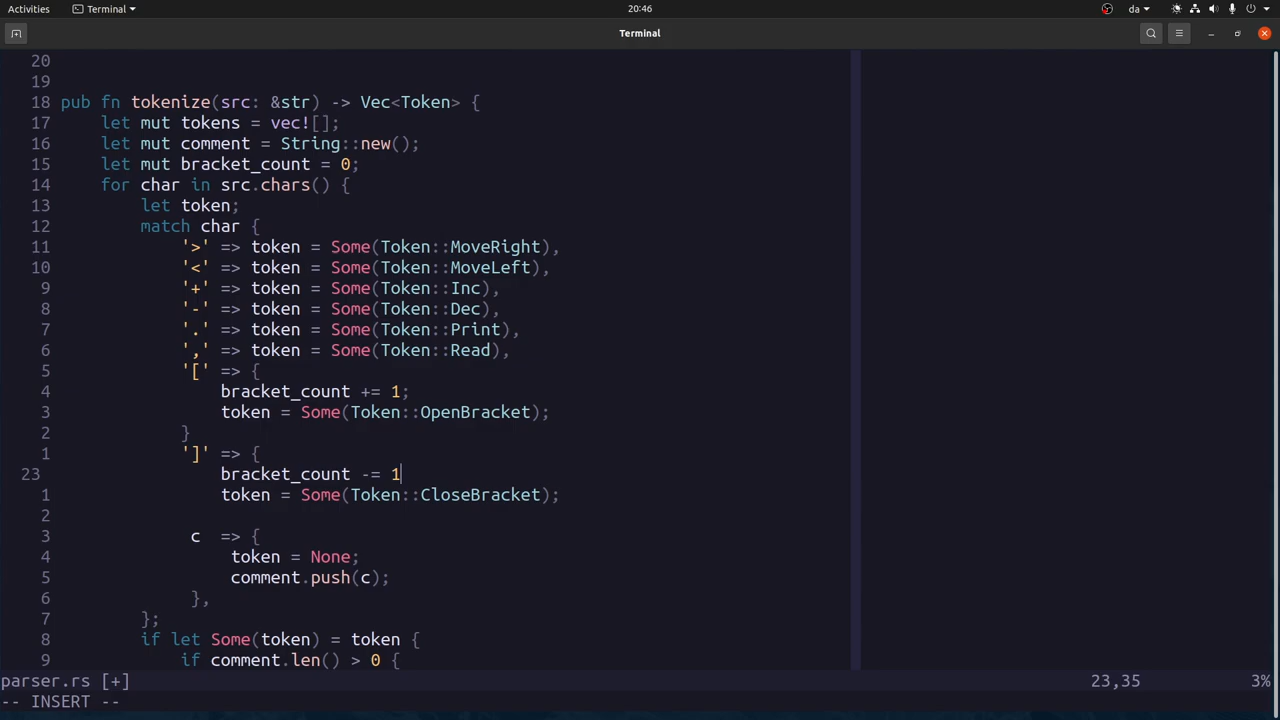 Activities Terminal 20:46 da
Terminal
20
19
18 pub fn tokenize(src: &str) -> Vec<Token> {
17     let mut tokens = vec![];
16     let mut comment = String::new();
15     let mut bracket_count = 0;
14     for char in src.chars() {
13         let token;
12         match char {
11             '>' => token = Some(Token::MoveRight),
10             '<' => token = Some(Token::MoveLeft),
9             '+' => token = Some(Token::Inc),
8             '-' => token = Some(Token::Dec),
7             '.' => token = Some(Token::Print),
6             ',' => token = Some(Token::Read),
5             '[' => {
4                 bracket_count += 1;
3                 token = Some(Token::OpenBracket);
2             }
1             ']' => {
23                 bracket_count -= 1
1                 token = Some(Token::CloseBracket);
2
3              c  => {
4                  token = None;
5                  comment.push(c);
6              },
7         };
8         if let Some(token) = token {
9             if comment.len() > 0 {
parser.rs [+] 23,35 3%
-- INSERT --